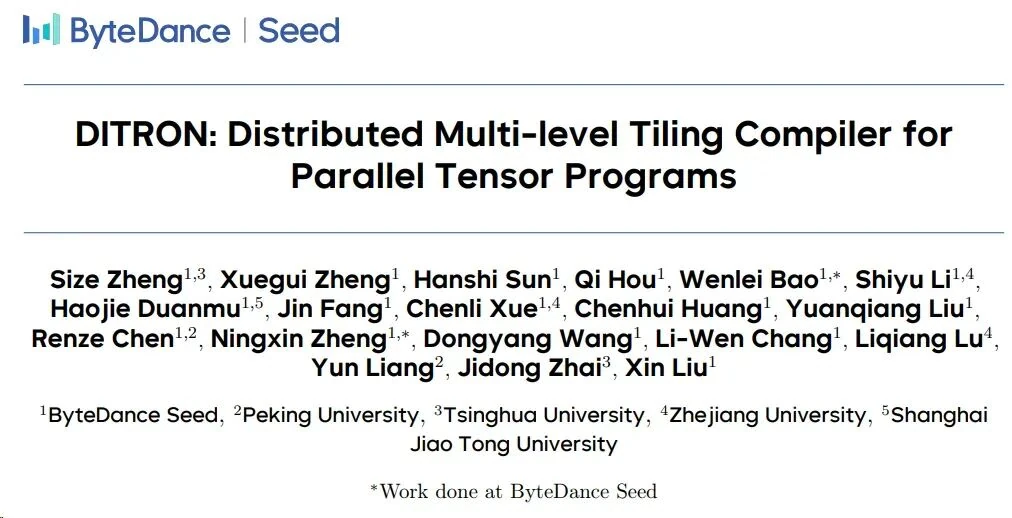 ByteDance | Seed
DITRON: Distributed Multi-level Tiling Compiler for
Parallel Tensor Programs
Size Zheng1,3, Xuegui Zheng1, Hanshi Sun1, Qi Hou1, Wenlei Bao1,*, Shiyu Li1,4,
Haojie Duanmu1,5, Jin Fang1, Chenli Xue1,4, Chenhui Huang1, Yuanqiang Liu1,
Renze Chen1,2, Ningxin Zheng1,*, Dongyang Wang1, Li-Wen Chang1, Liqiang Lu4,
Yun Liang2, Jidong Zhai3, Xin Liu1
1ByteDance Seed, 2Peking University, 3Tsinghua University, 4Zhejiang University, 5Shanghai
Jiao Tong University
*Work done at ByteDance Seed